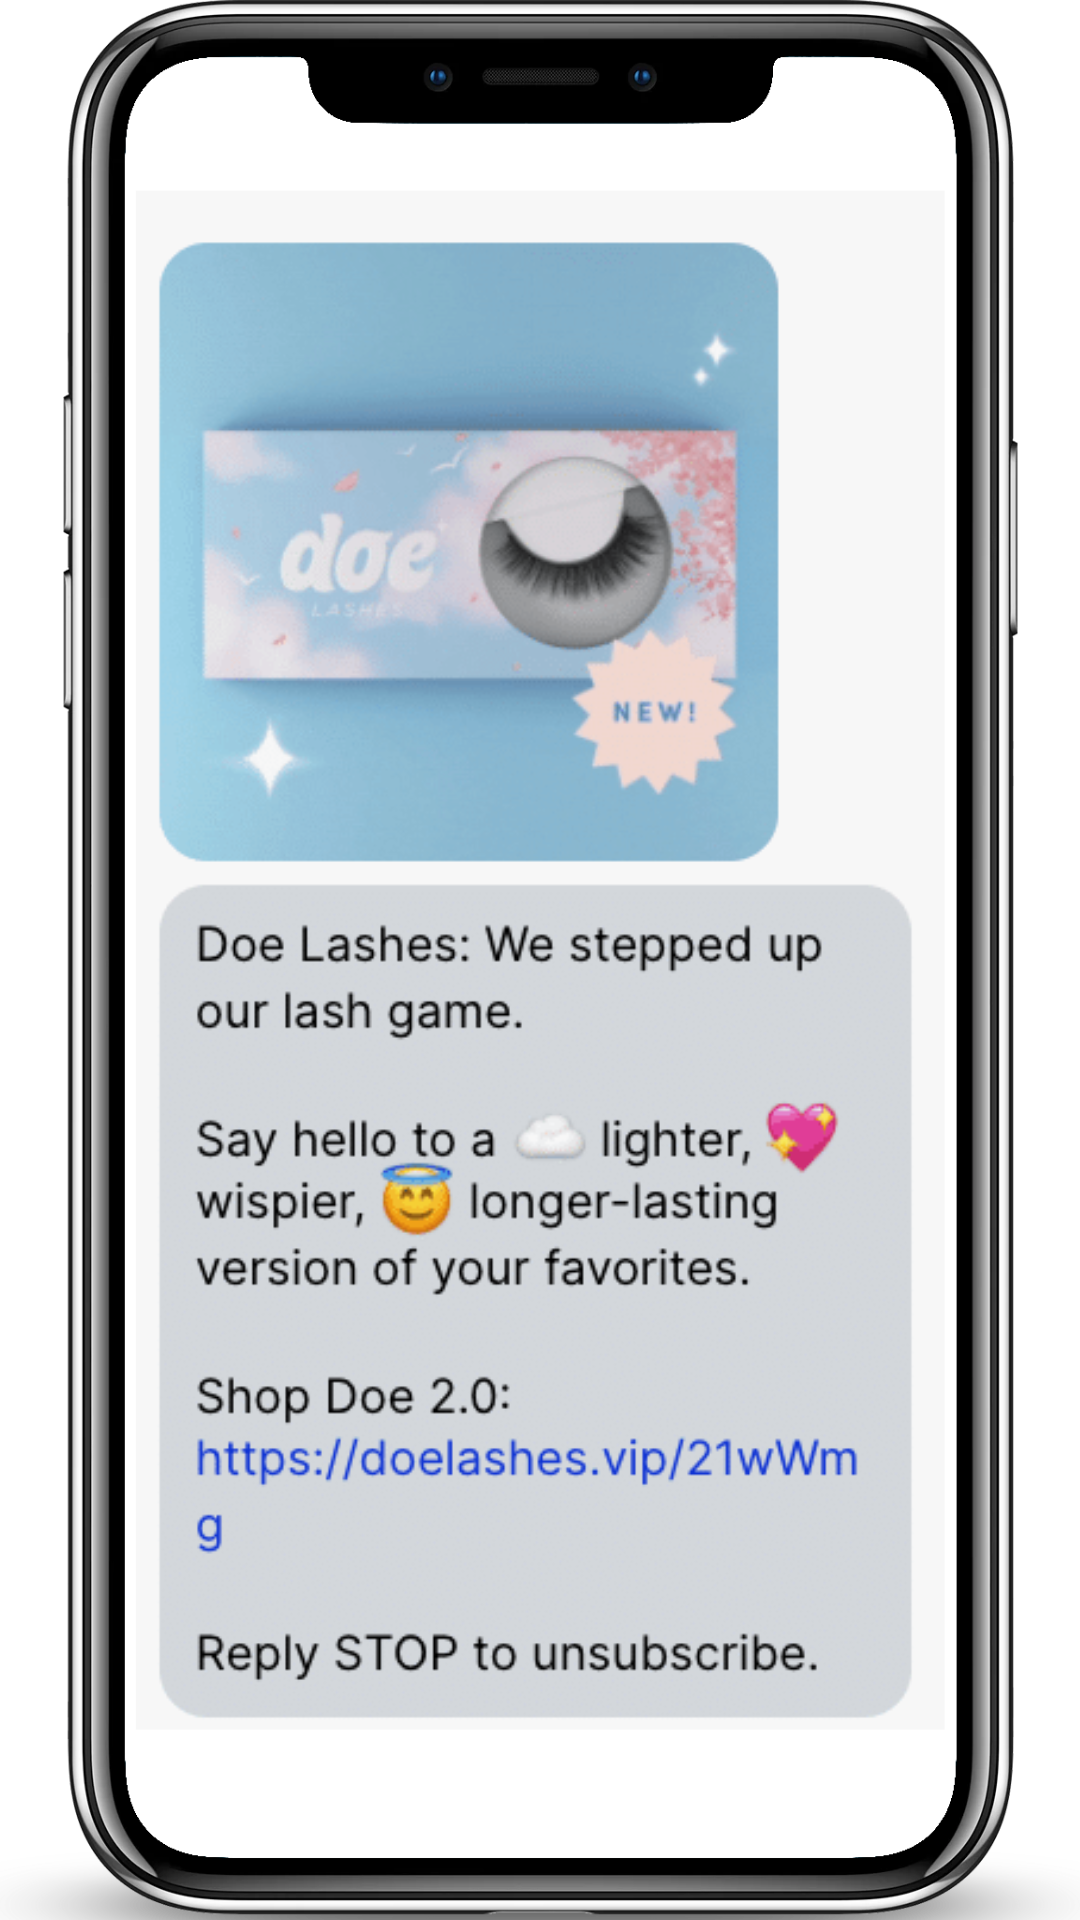 doe
LASHES
NEW!
Doe Lashes: We stepped up
our lash game.
Say hello to a ☁️ lighter, 💖
wispier, 😇 longer-lasting
version of your favorites.
Shop Doe 2.0:
https://doelashes.vip/21wWm
g
Reply STOP to unsubscribe.